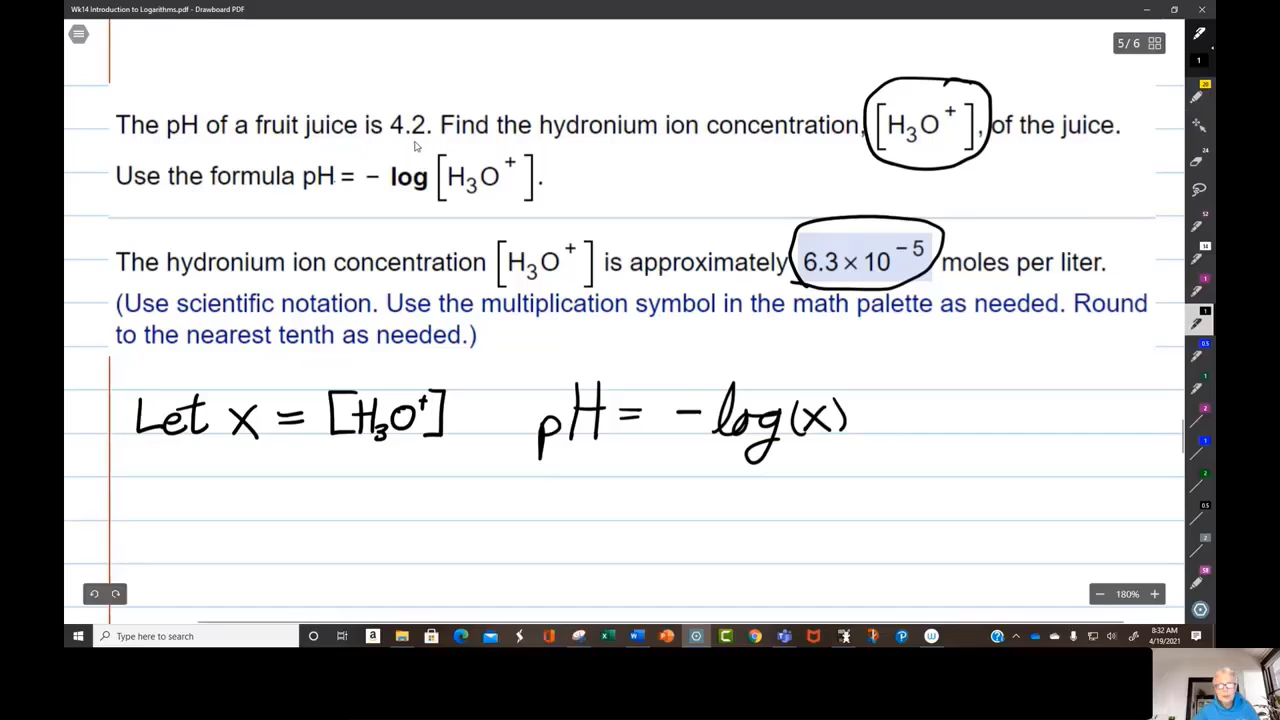 Wk14 Introduction to Logarithms.pdf - Drawboard PDF
5 / 6
The pH of a fruit juice is 4.2. Find the hydronium ion concentration, [H₃O⁺], of the juice.
Use the formula pH = − log [H₃O⁺].
The hydronium ion concentration [H₃O⁺] is approximately 6.3 × 10⁻⁵ moles per liter.
(Use scientific notation. Use the multiplication symbol in the math palette as needed. Round
to the nearest tenth as needed.)
Let x = [H₃O⁺] pH = − log(x)
180%
Type here to search
8:32 AM
4/19/2021